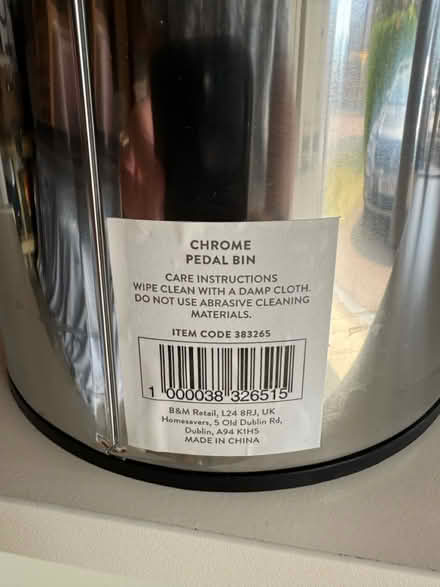 CHROME
PEDAL BIN
CARE INSTRUCTIONS
WIPE CLEAN WITH A DAMP CLOTH.
DO NOT USE ABRASIVE CLEANING
MATERIALS.
ITEM CODE 383265
1 000038 326515
B&M Retail, L24 8RJ, UK
Homesavers, 5 Old Dublin Rd,
Dublin, A94 K1H5
MADE IN CHINA